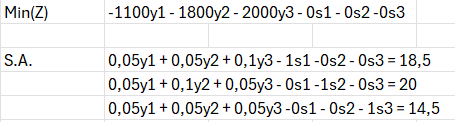 Min(Z) -1100y1 - 1800y2 - 2000y3 - 0s1 - 0s2 -0s3
S.A. 0,05y1 + 0,05y2 + 0,1y3 - 1s1 -0s2 - 0s3 = 18,5
0,05y1 + 0,1y2 + 0,05y3 - 0s1 -1s2 - 0s3 = 20
0,05y1 + 0,05y2 + 0,05y3 -0s1 - 0s2 - 1s3 = 14,5